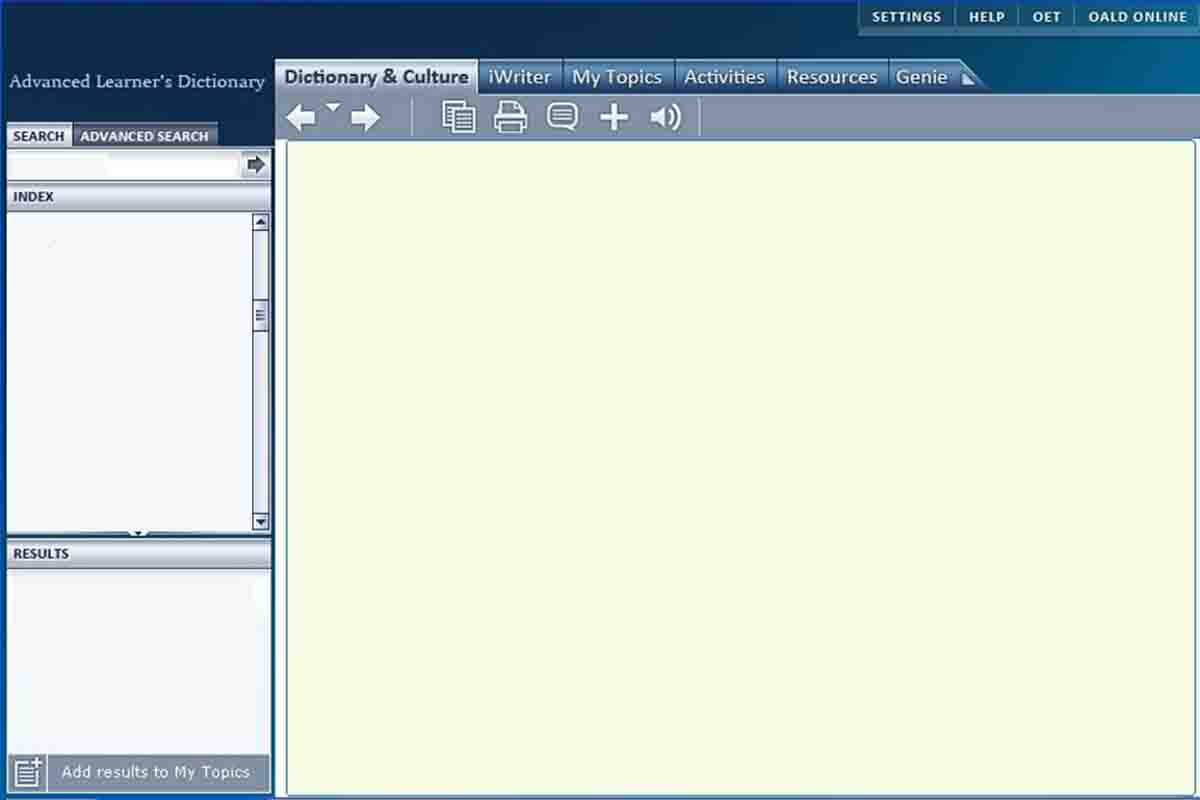 SETTINGS HELP OET OALD ONLINE
Advanced Learner's Dictionary
Dictionary & Culture iWriter My Topics Activities Resources Genie
SEARCH ADVANCED SEARCH
INDEX
RESULTS
Add results to My Topics